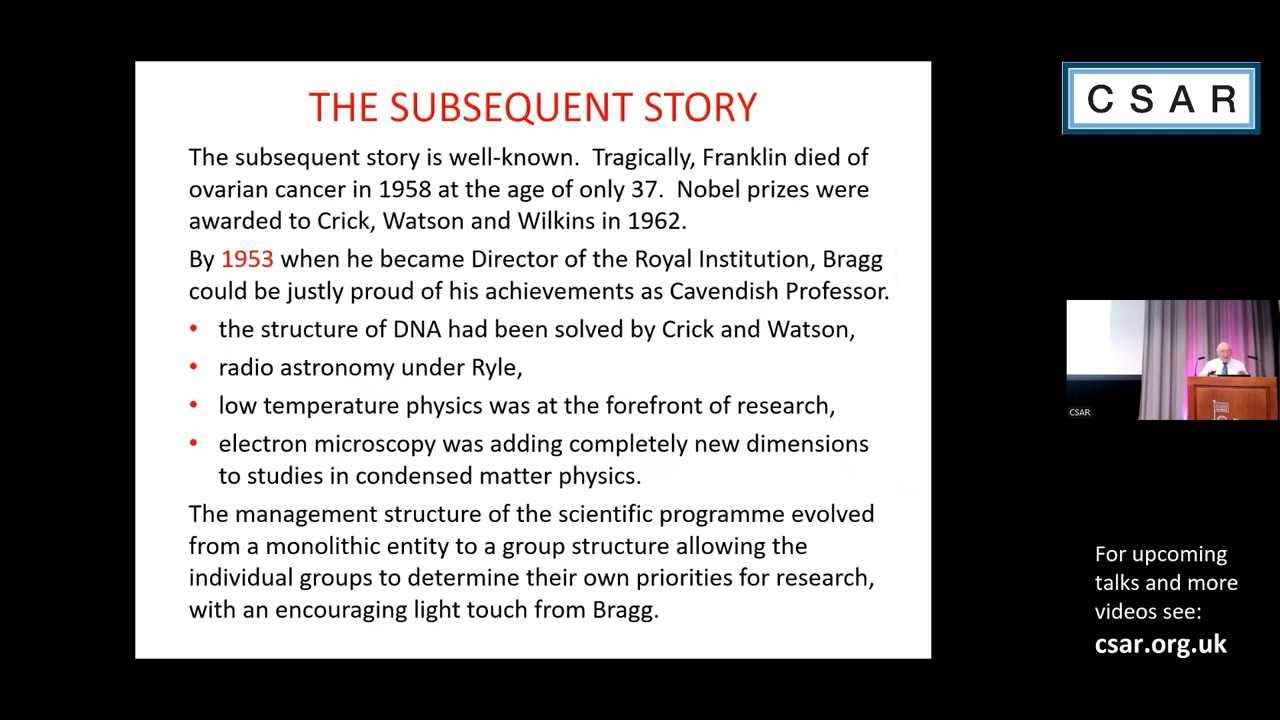 THE SUBSEQUENT STORY
The subsequent story is well-known. Tragically, Franklin died of
ovarian cancer in 1958 at the age of only 37. Nobel prizes were
awarded to Crick, Watson and Wilkins in 1962.
By 1953 when he became Director of the Royal Institution, Bragg
could be justly proud of his achievements as Cavendish Professor.
• the structure of DNA had been solved by Crick and Watson,
• radio astronomy under Ryle,
• low temperature physics was at the forefront of research,
• electron microscopy was adding completely new dimensions
to studies in condensed matter physics.
The management structure of the scientific programme evolved
from a monolithic entity to a group structure allowing the
individual groups to determine their own priorities for research,
with an encouraging light touch from Bragg.
CSAR
CSAR
For upcoming
talks and more
videos see:
csar.org.uk